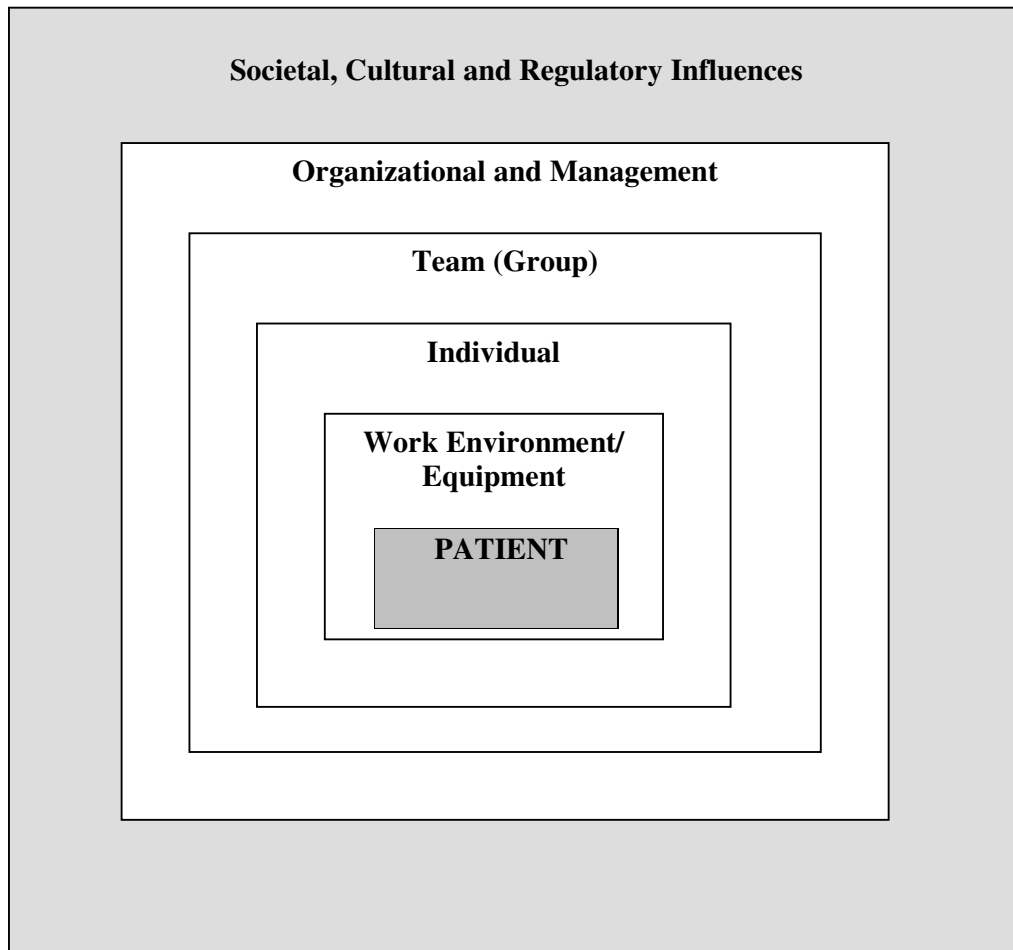 Societal, Cultural and Regulatory Influences
Organizational and Management
Team (Group)
Individual
Work Environment/
Equipment
PATIENT